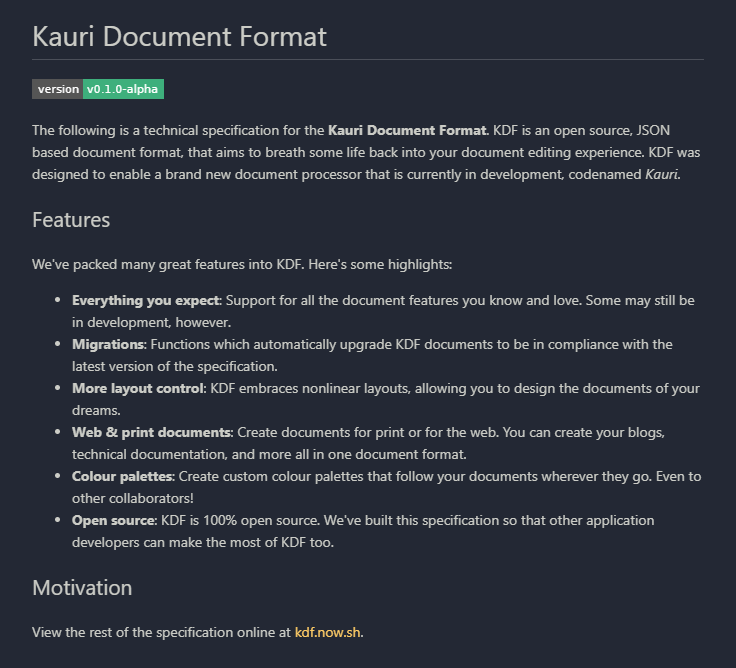 Kauri Document Format
version v0.1.0-alpha
The following is a technical specification for the Kauri Document Format. KDF is an open source, JSON
based document format, that aims to breath some life back into your document editing experience. KDF was
designed to enable a brand new document processor that is currently in development, codenamed Kauri.
Features
We've packed many great features into KDF. Here's some highlights:
• Everything you expect: Support for all the document features you know and love. Some may still be
in development, however.
• Migrations: Functions which automatically upgrade KDF documents to be in compliance with the
latest version of the specification.
• More layout control: KDF embraces nonlinear layouts, allowing you to design the documents of your
dreams.
• Web & print documents: Create documents for print or for the web. You can create your blogs,
technical documentation, and more all in one document format.
• Colour palettes: Create custom colour palettes that follow your documents wherever they go. Even to
other collaborators!
• Open source: KDF is 100% open source. We've built this specification so that other application
developers can make the most of KDF too.
Motivation
View the rest of the specification online at kdf.now.sh.